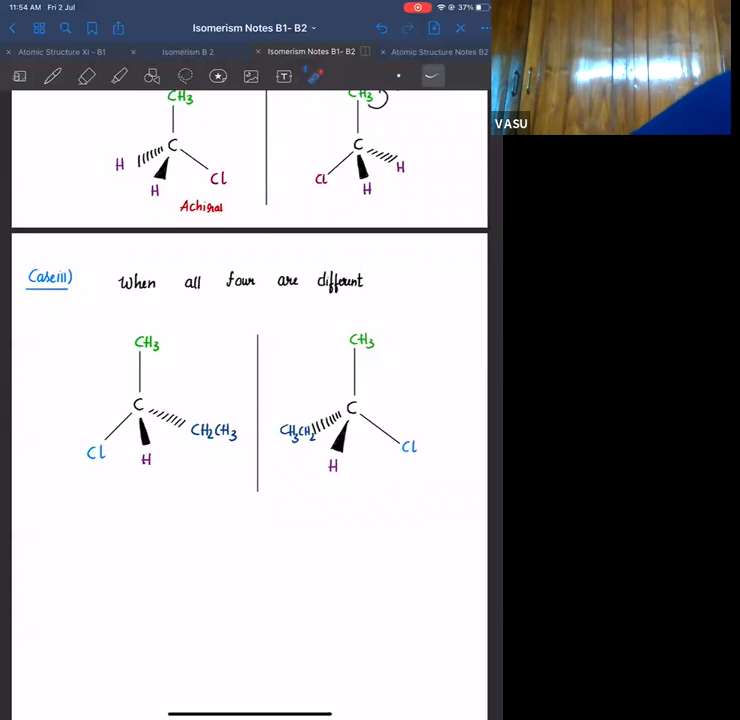 11:54 AM Fri 2 Jul
37%
Isomerism Notes B1- B2
Atomic Structure XI - B1
Isomerism B 2
Isomerism Notes B1- B2
Atomic Structure Notes B2
VASU
CH3 CH3
C C
H Cl Cl H
H H
Achiral
Case iii) When all four are different
CH3 CH3
C C
Cl CH2CH3 CH3CH2 Cl
H H